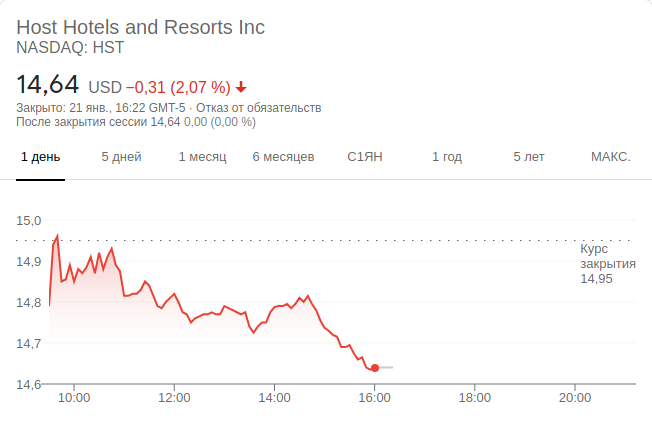 Host Hotels and Resorts Inc
NASDAQ: HST
14,64 USD −0,31 (2,07 %)
Закрыто: 21 янв., 16:22 GMT-5 · Отказ от обязательств
После закрытия сессии 14,64 0,00 (0,00 %)
1 день 5 дней 1 месяц 6 месяцев С1ЯН 1 год 5 лет МАКС.
15,0
Курс
закрытия
14,95
14,9
14,8
14,7
14,6
10:00 12:00 14:00 16:00 18:00 20:00